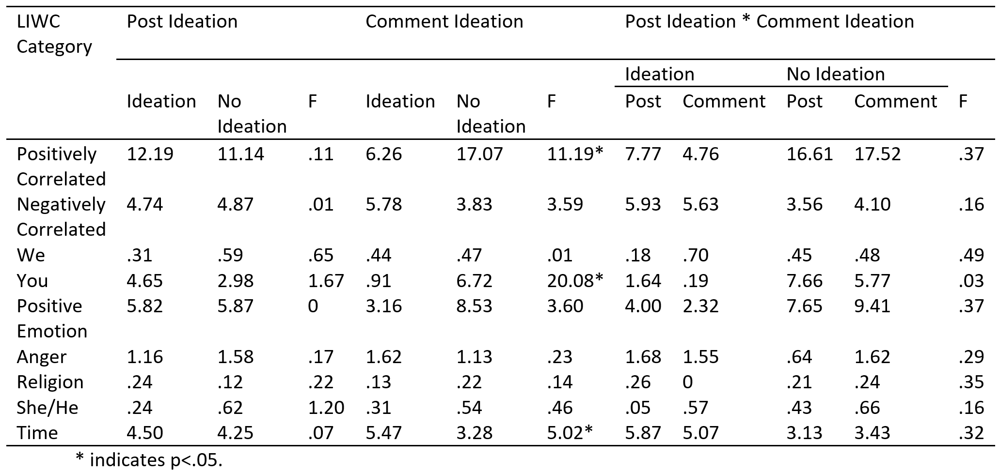 LIWC Post Ideation Comment Ideation Post Ideation * Comment Ideation
Category
Ideation No Ideation
Ideation No F Ideation No F Post Comment Post Comment F
Ideation Ideation
Positively 12.19 11.14 .11 6.26 17.07 11.19* 7.77 4.76 16.61 17.52 .37
Correlated
Negatively 4.74 4.87 .01 5.78 3.83 3.59 5.93 5.63 3.56 4.10 .16
Correlated
We .31 .59 .65 .44 .47 .01 .18 .70 .45 .48 .49
You 4.65 2.98 1.67 .91 6.72 20.08* 1.64 .19 7.66 5.77 .03
Positive 5.82 5.87 0 3.16 8.53 3.60 4.00 2.32 7.65 9.41 .37
Emotion
Anger 1.16 1.58 .17 1.62 1.13 .23 1.68 1.55 .64 1.62 .29
Religion .24 .12 .22 .13 .22 .14 .26 0 .21 .24 .35
She/He .24 .62 1.20 .31 .54 .46 .05 .57 .43 .66 .16
Time 4.50 4.25 .07 5.47 3.28 5.02* 5.87 5.07 3.13 3.43 .32
* indicates p<.05.